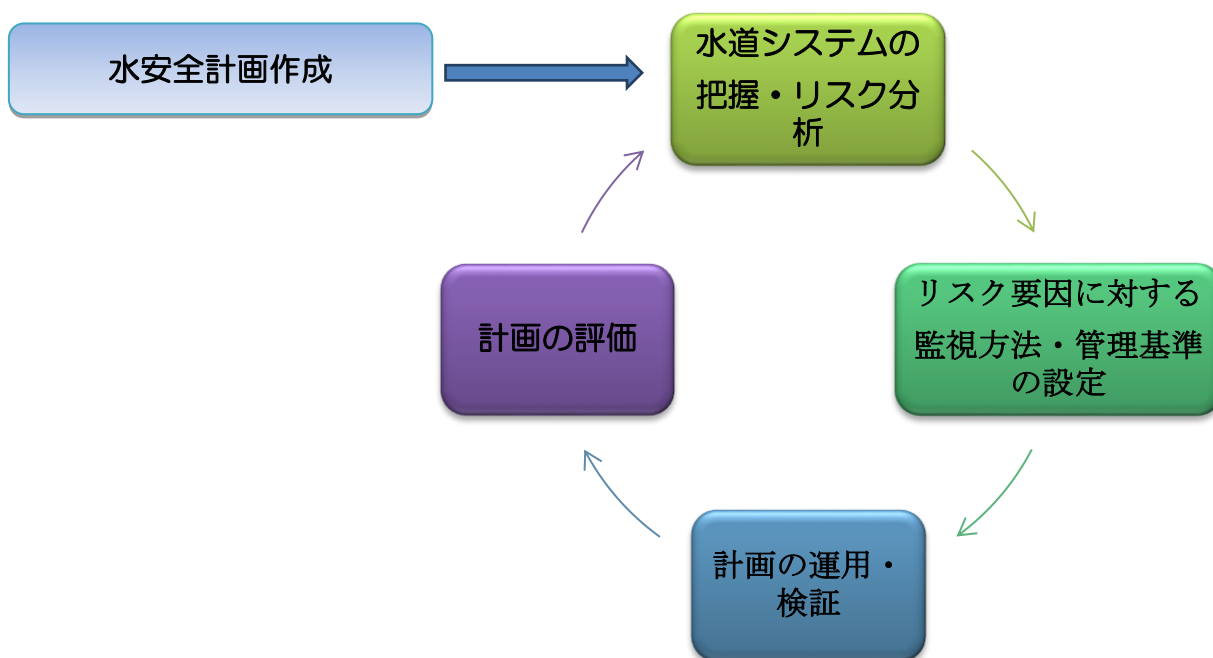 水安全計画作成
水道システムの
把握・リスク分
析
リスク要因に対する
監視方法・管理基準
の設定
計画の運用・
検証
計画の評価